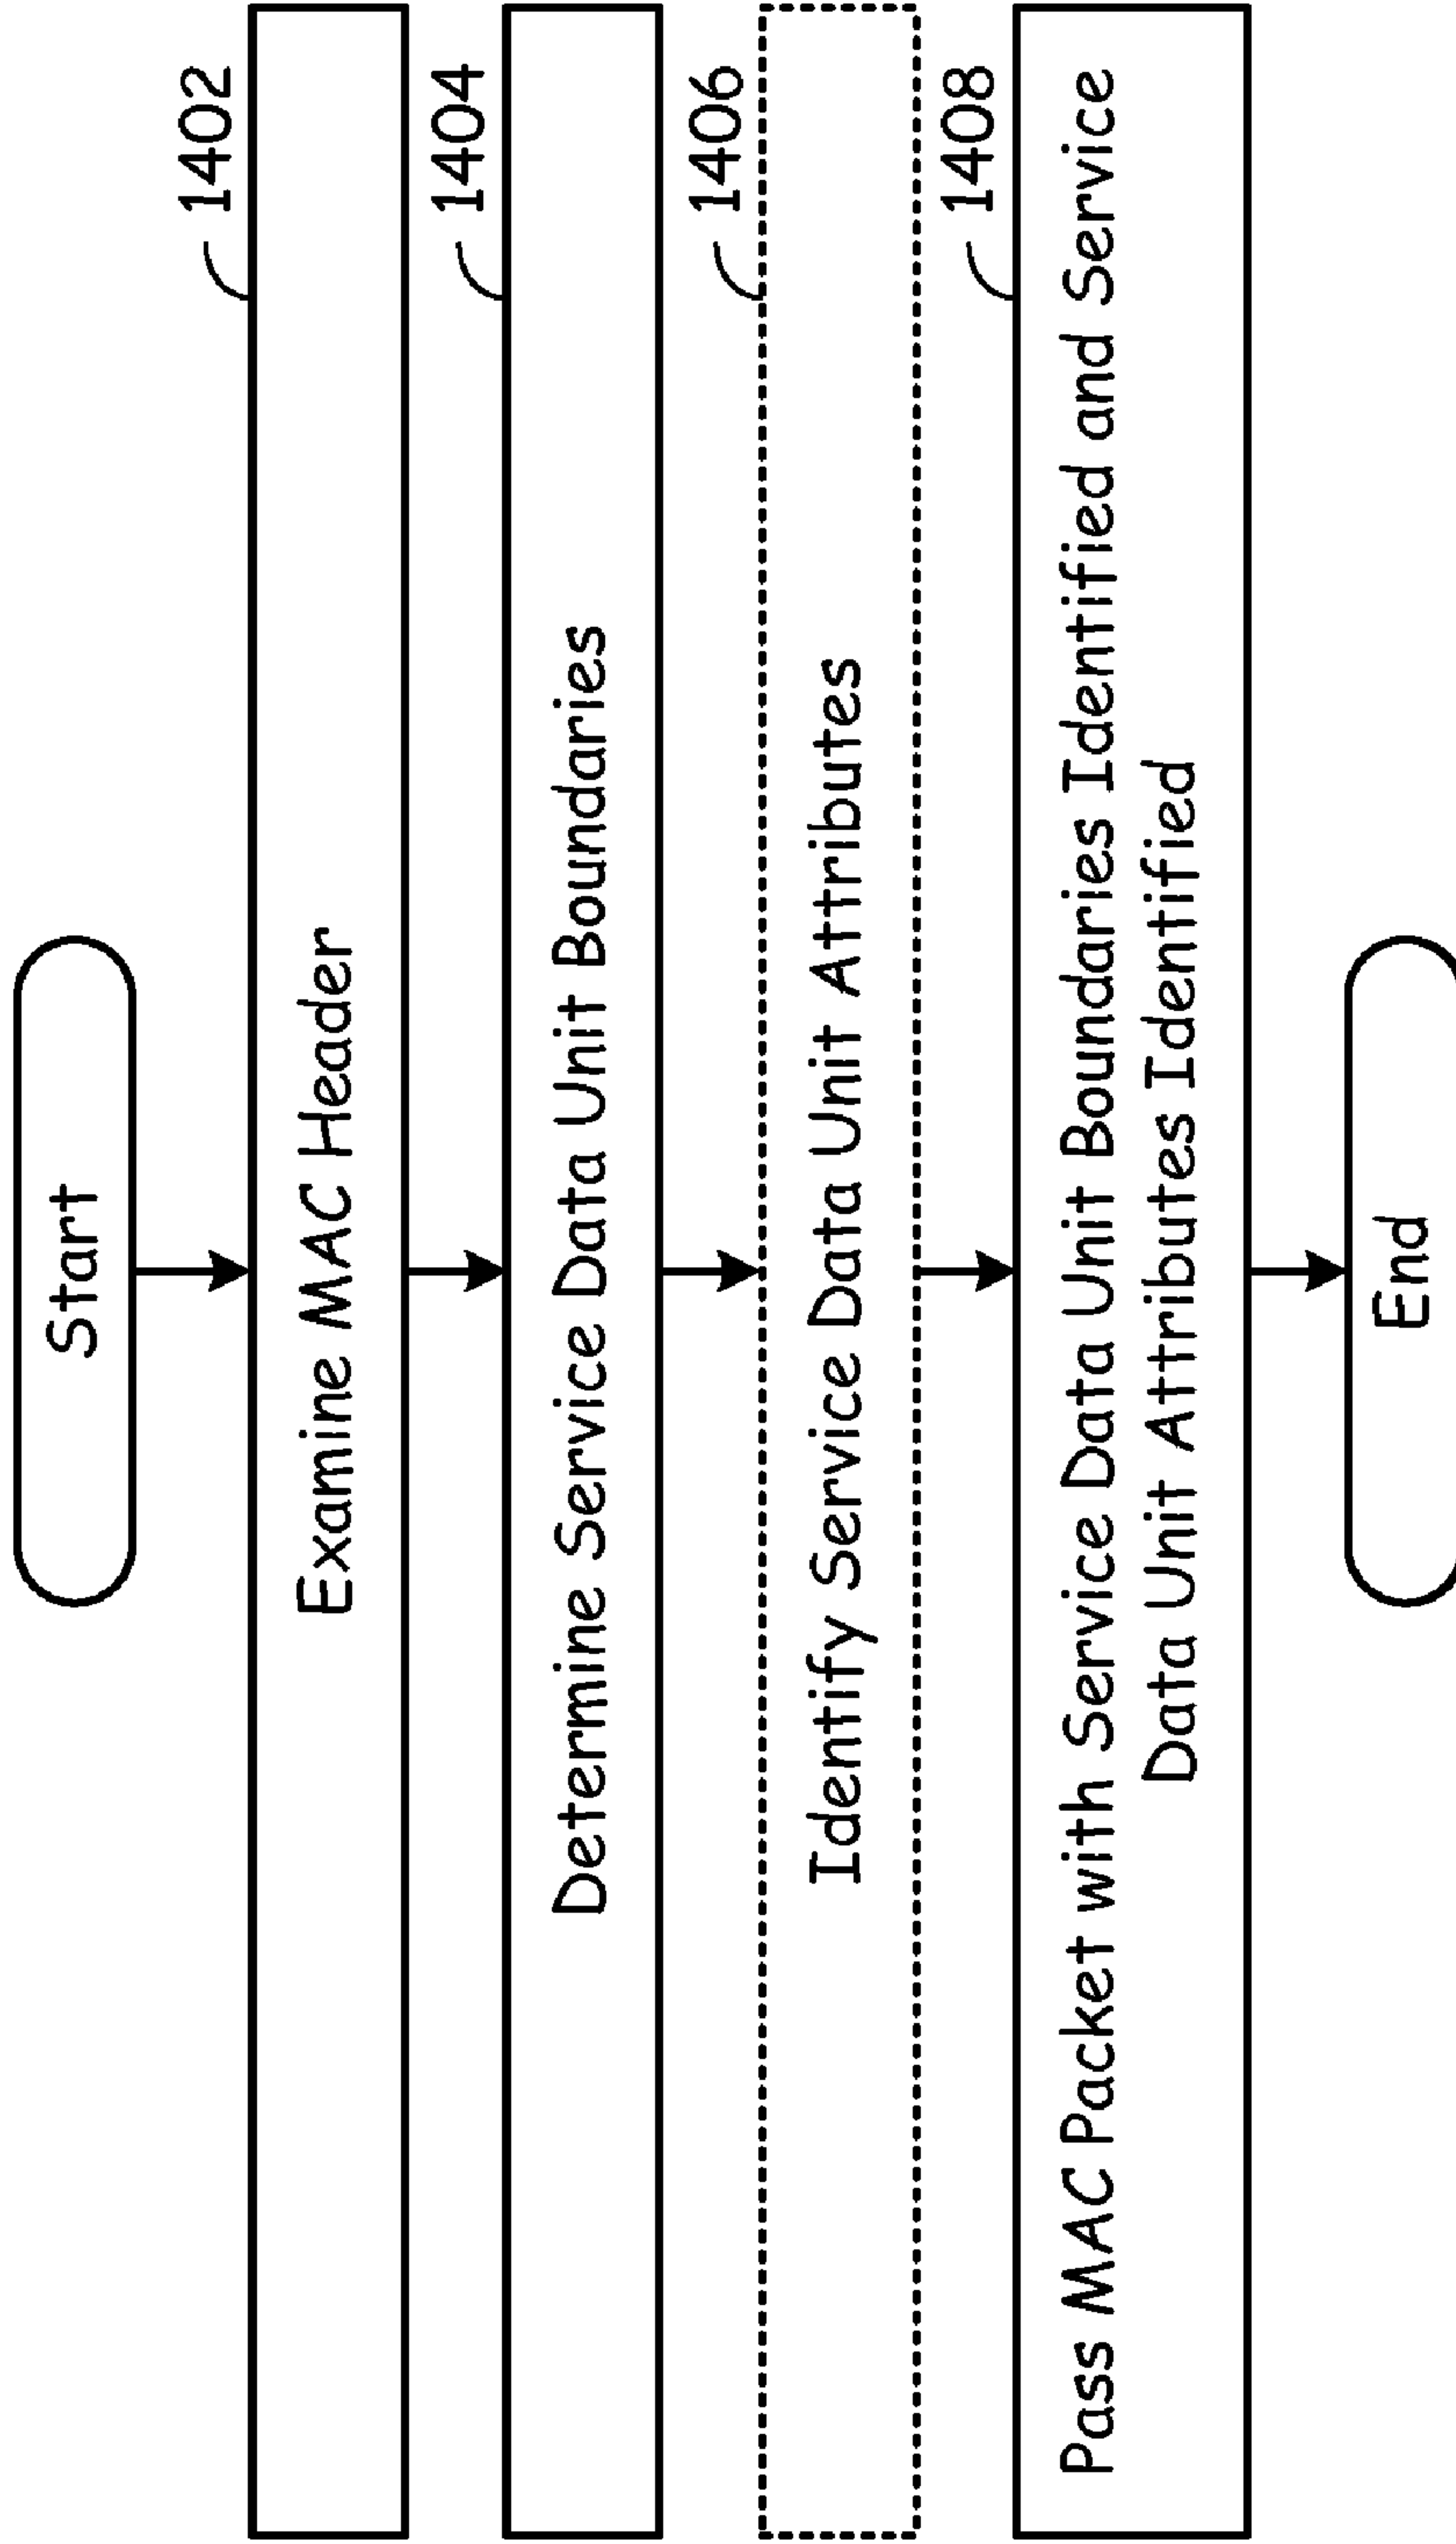 Start
1402
Examine MAC Header
1404
Determine Service Data Unit Boundaries
1406
Identify Service Data Unit Attributes
1408
Pass MAC Packet with Service Data Unit Boundaries Identified and Service
Data Unit Attributes Identified
End